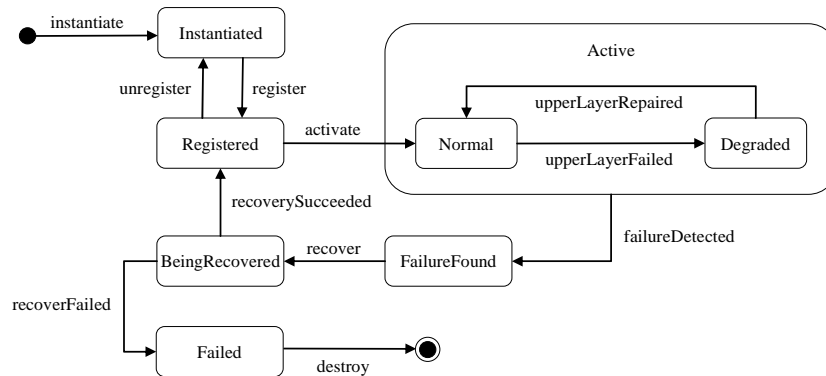 instantiate
Instantiated
Active
unregister
register
upperLayerRepaired
Registered
activate
Normal
Degraded
upperLayerFailed
recoverySucceeded
failureDetected
BeingRecovered
recover
FailureFound
recoverFailed
Failed
destroy